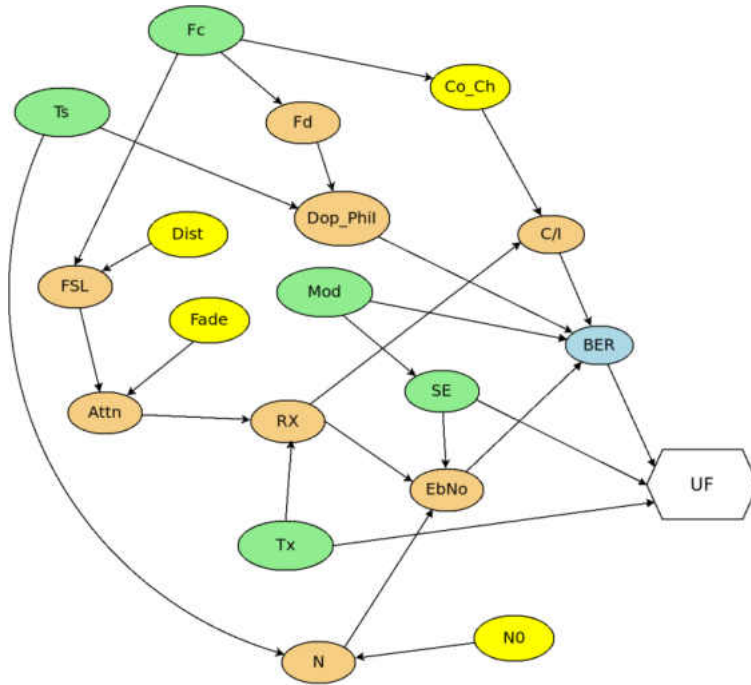 Fc
Co_Ch
Ts
Fd
Dop_Phil
Dist
C/I
FSL
Mod
Fade
BER
SE
Attn
RX
EbNo
UF
Tx
N0
N